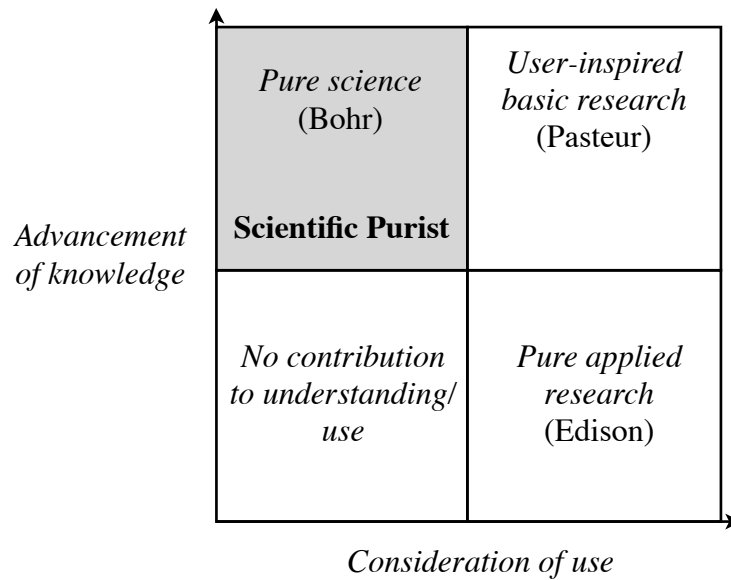 Pure science
(Bohr)
Scientific Purist
User-inspired
basic research
(Pasteur)
Advancement
of knowledge
No contribution
to understanding/
use
Pure applied
research
(Edison)
Consideration of use